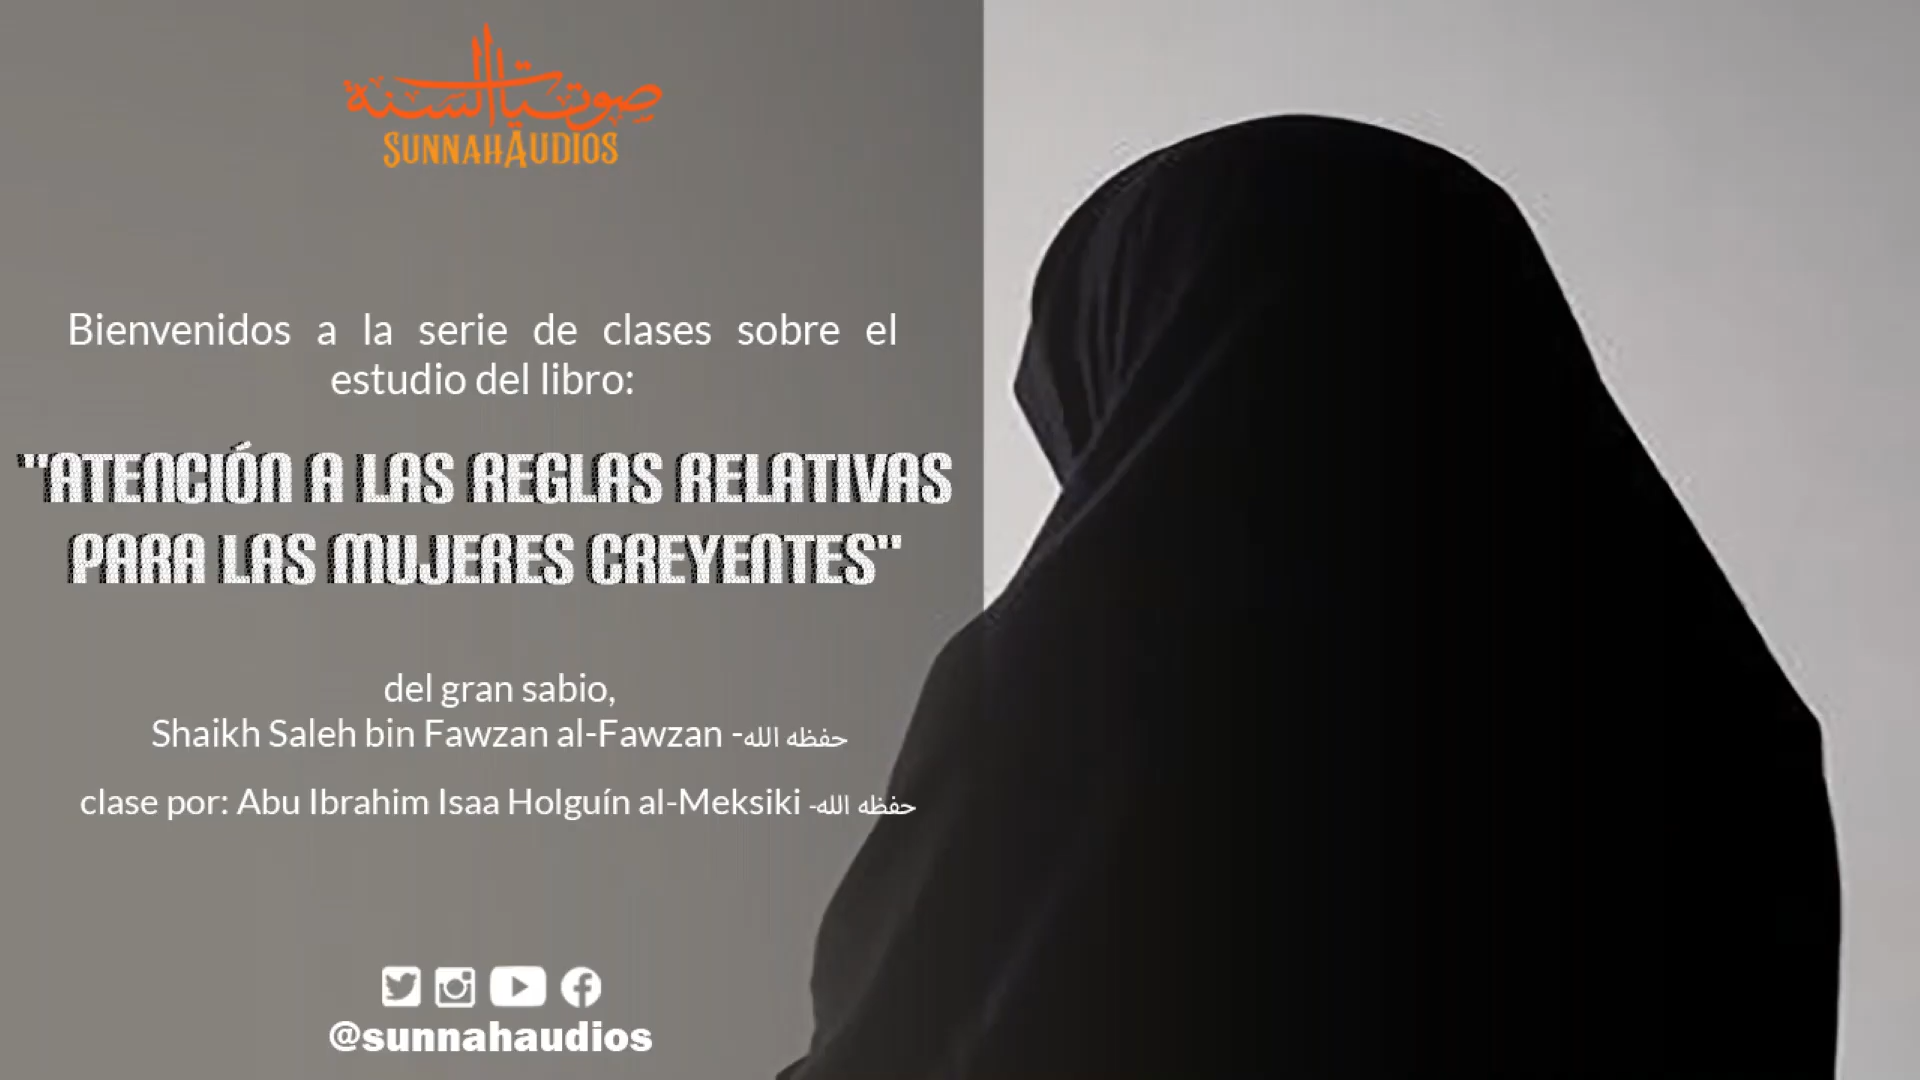 صوتيات السنة
SUNNAHAUDIOS
Bienvenidos a la serie de clases sobre el
estudio del libro:
"ATENCIÓN A LAS REGLAS RELATIVAS
PARA LAS MUJERES CREYENTES"
del gran sabio,
Shaikh Saleh bin Fawzan al-Fawzan -حفظه الله
clase por: Abu Ibrahim Isaa Holguín al-Meksiki -حفظه الله
@sunnahaudios